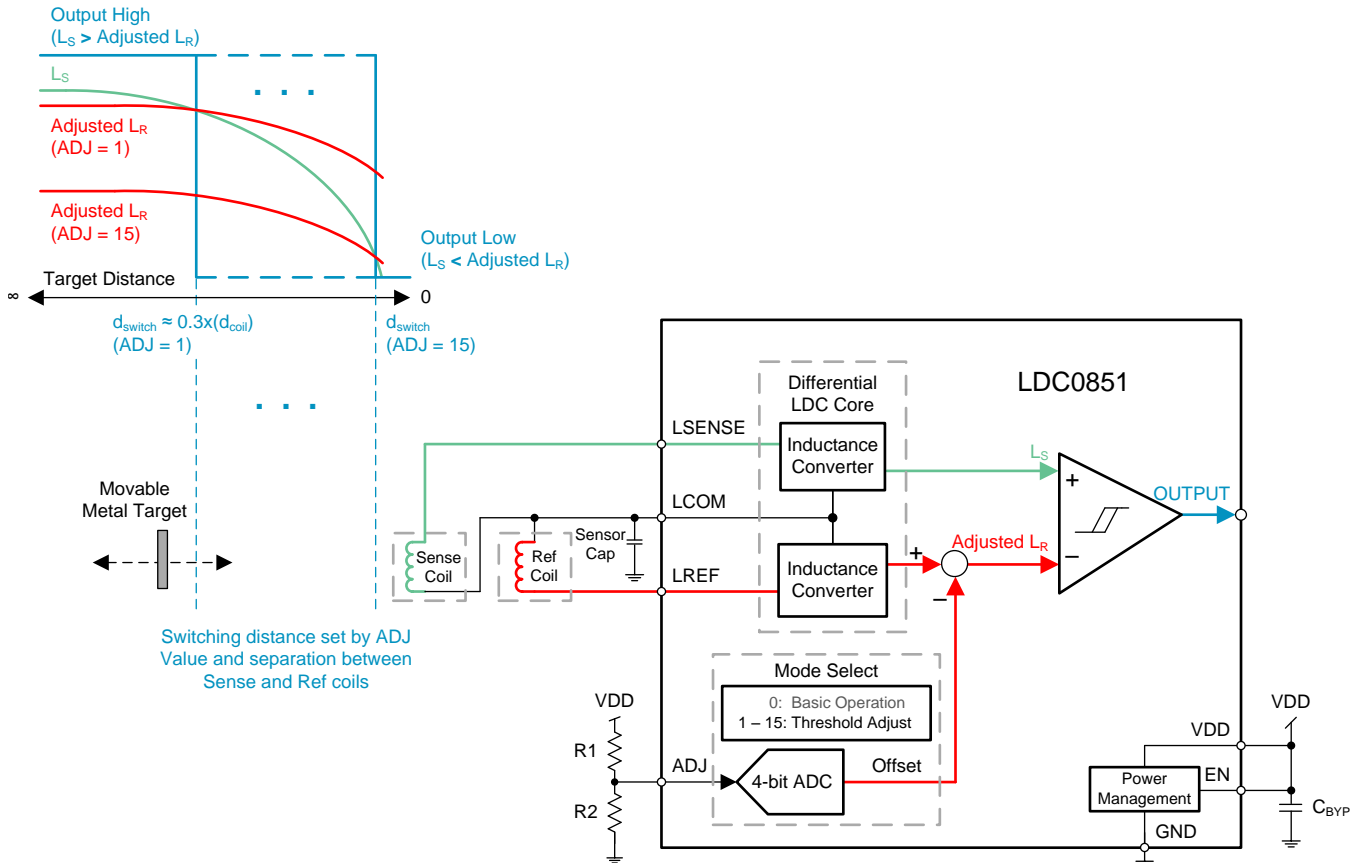 Output High
(LS > Adjusted LR)
LS
Adjusted LR
(ADJ = 1)
Adjusted LR
(ADJ = 15)
Output Low
(LS < Adjusted LR)
∞
Target Distance
0
dswitch ≈ 0.3x(dcoil)
(ADJ = 1)
dswitch
(ADJ = 15)
Movable
Metal Target
Switching distance set by ADJ
Value and separation between
Sense and Ref coils
Sense
Coil
Ref
Coil
Sensor
Cap
LSENSE
LCOM
LREF
Differential
LDC Core
Inductance
Converter
Inductance
Converter
LDC0851
LS
+
−
OUTPUT
+
−
Adjusted LR
Mode Select
0: Basic Operation
1 – 15: Threshold Adjust
VDD
R1
R2
ADJ
4-bit ADC
Offset
VDD
VDD
EN
Power
Management
GND
CBYP